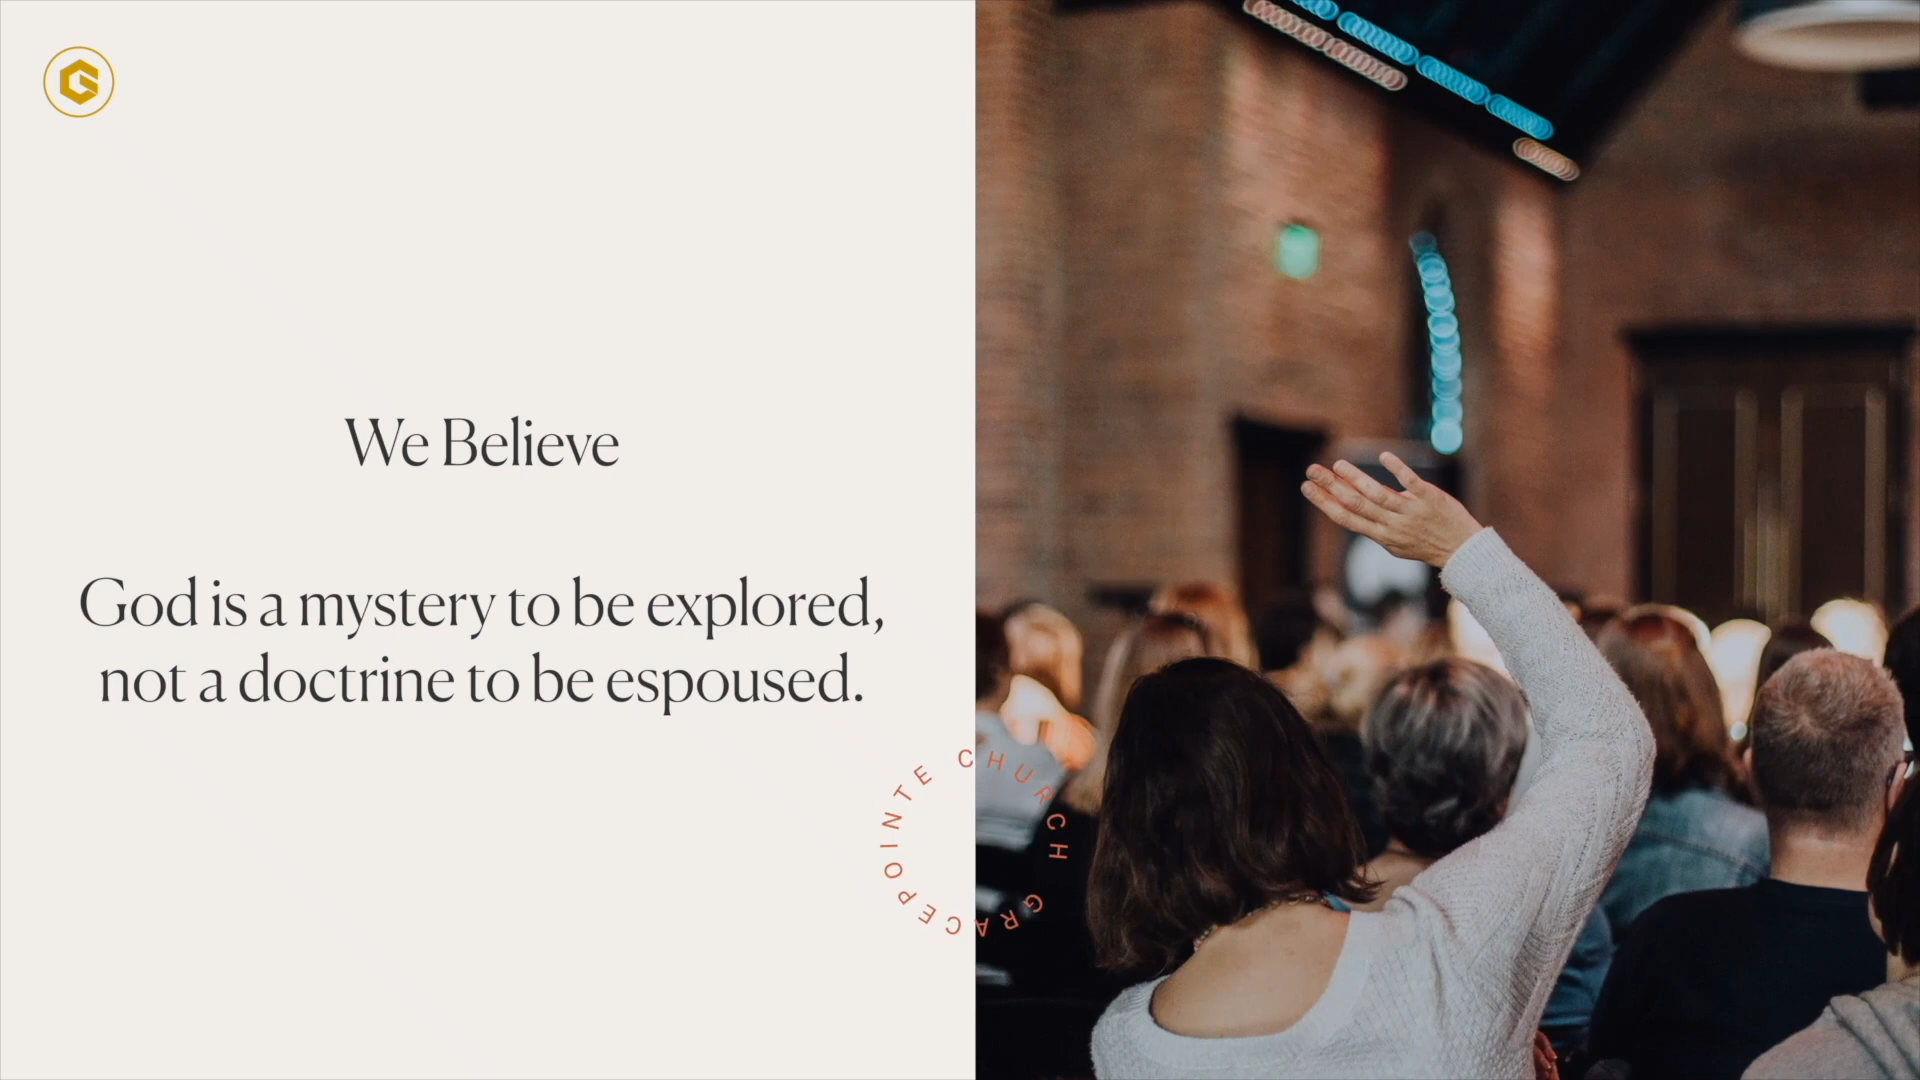 We Believe
God is a mystery to be explored,
not a doctrine to be espoused.
GRACEPOINTE CHURCH